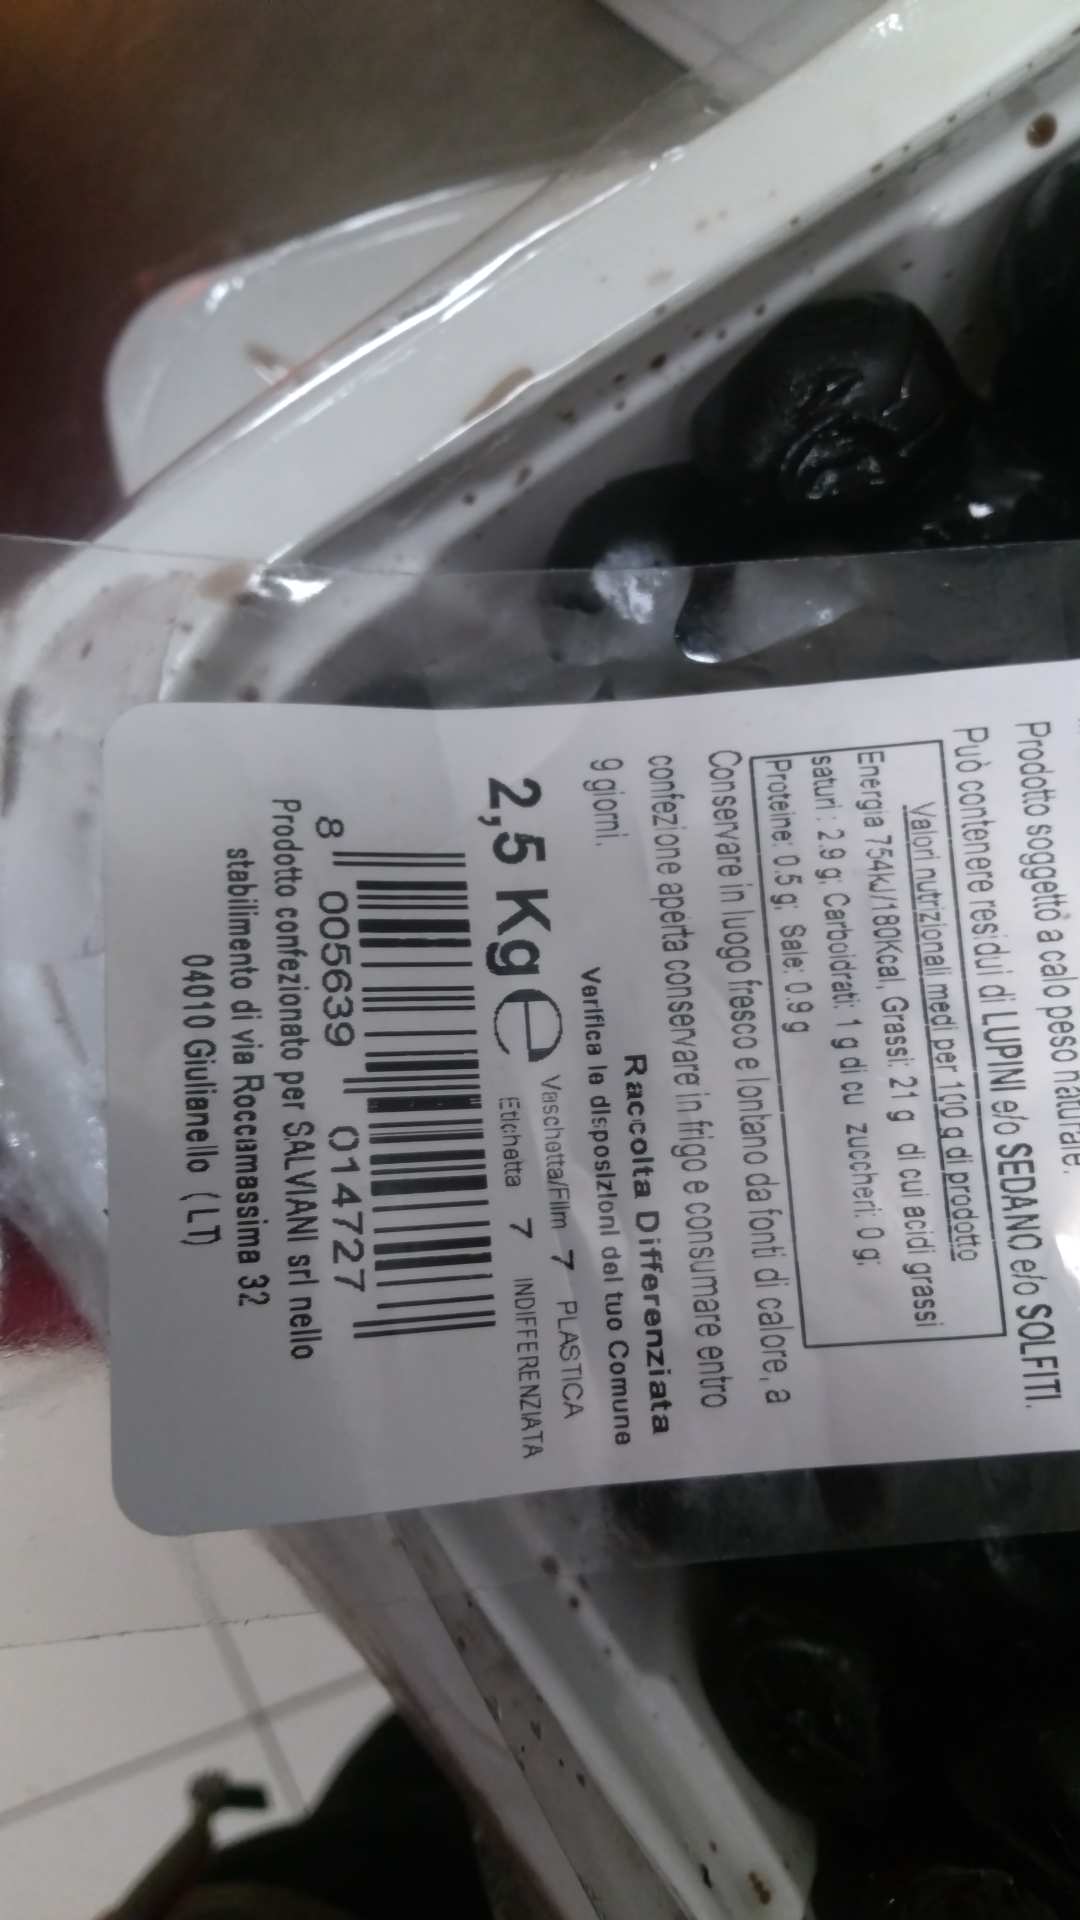 Prodotto soggetto a calo peso naturale.
Può contenere residui di LUPINI e/o SEDANO e/o SOLFITI.
Valori nutrizionali medi per 100 g di prodotto
Energia 754kJ/180Kcal, Grassi: 21 g di cui acidi grassi
saturi : 2.9 g; Carboidrati: 1 g di cu zuccheri: 0 g;
Proteine: 0.5 g; Sale: 0.9 g
Conservare in luogo fresco e lontano da fonti di calore, a
confezione aperta conservare in frigo e consumare entro
9 giorni.
Raccolta Differenziata
Verifica le disposizioni del tuo Comune
2,5 Kg e
Vaschetta/Film 7 PLASTICA
Etichetta 7 INDIFFERENZIATA
8 005639 014727
Prodotto confezionato per SALVIANI srl nello
stabilimento di via Rocciamassima 32
04010 Giulianello (LT)